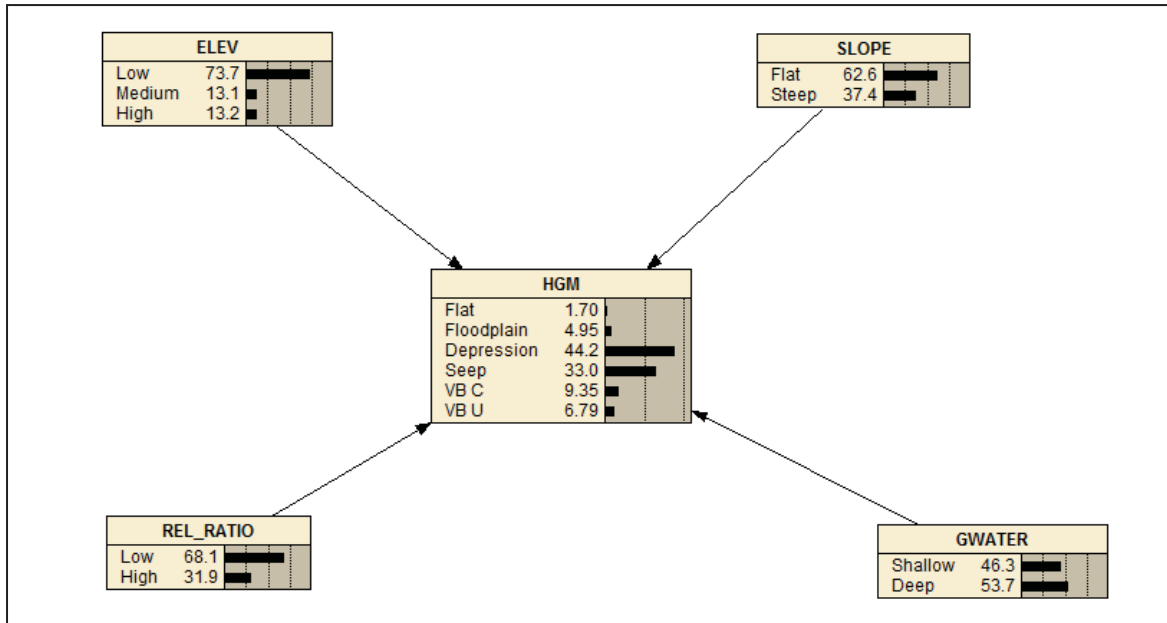 ELEV
Low 73.7
Medium 13.1
High 13.2
SLOPE
Flat 62.6
Steep 37.4
HGM
Flat 1.70
Floodplain 4.95
Depression 44.2
Seep 33.0
VB C 9.35
VB U 6.79
REL_RATIO
Low 68.1
High 31.9
GWATER
Shallow 46.3
Deep 53.7